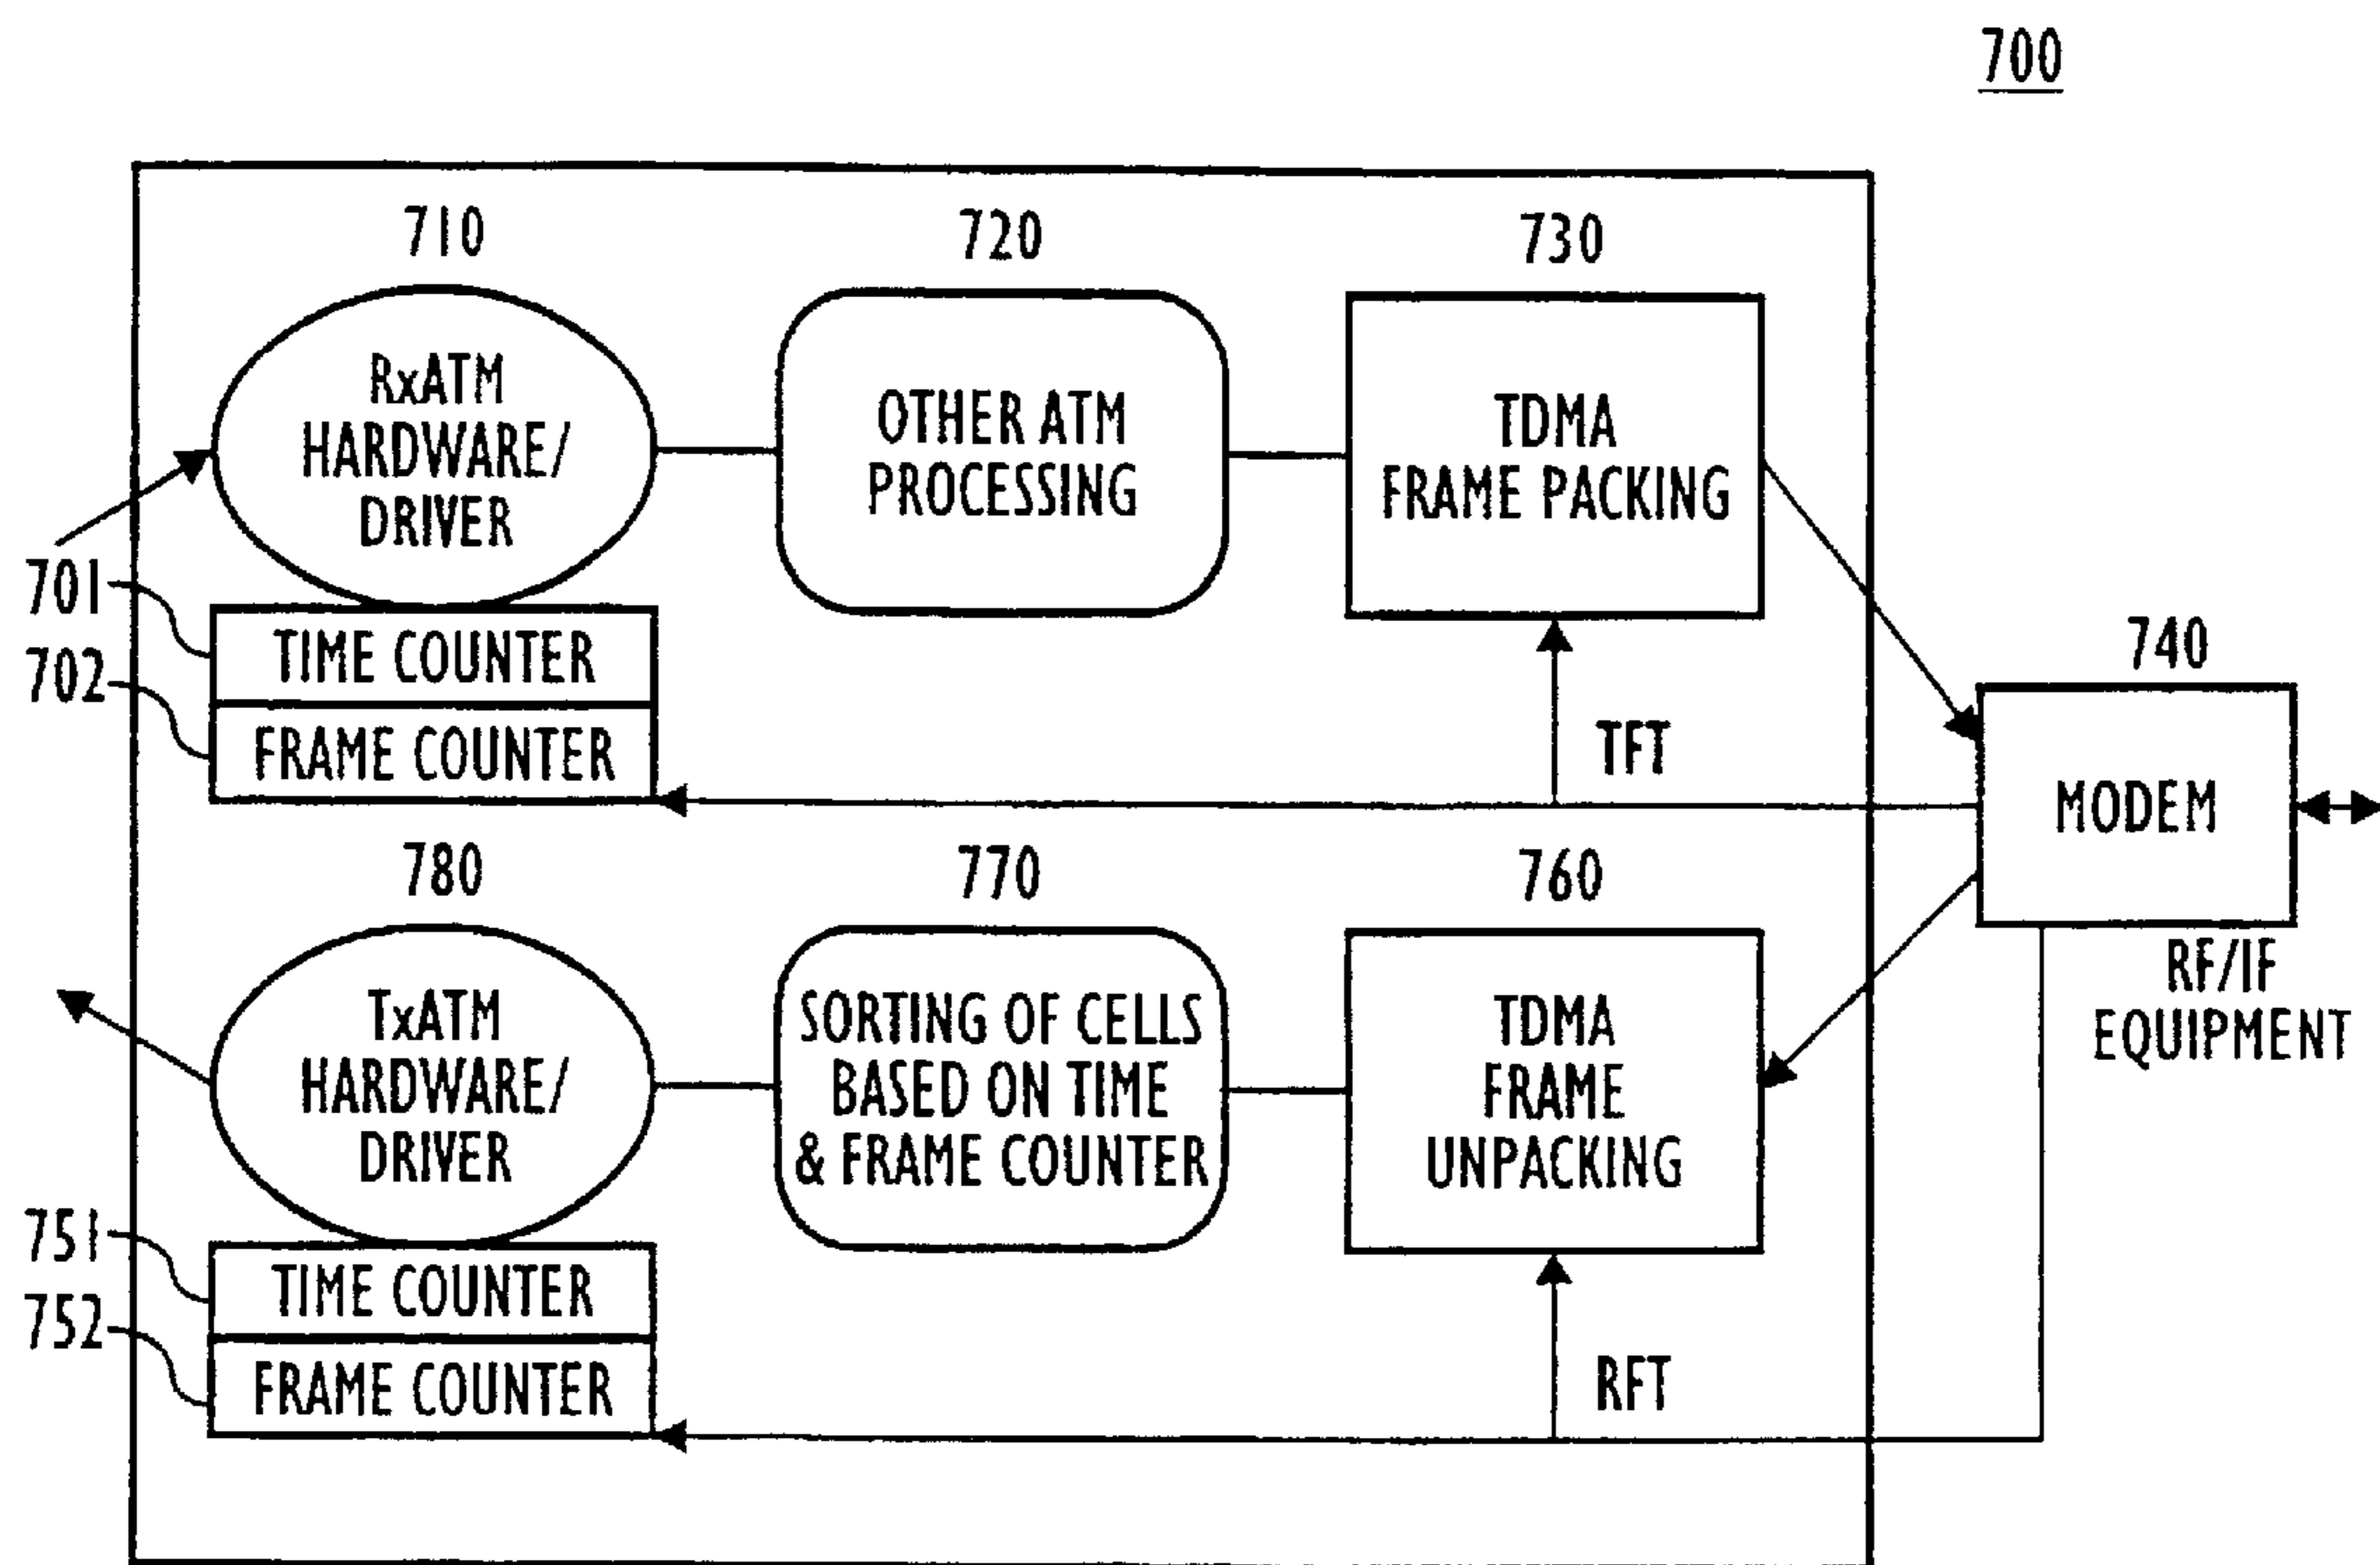 700
710
720
730
RxATM
HARDWARE/
DRIVER
OTHER ATM
PROCESSING
TDMA
FRAME PACKING
701
702
TIME COUNTER
FRAME COUNTER
TFT
740
MODEM
RF/IF
EQUIPMENT
780
770
760
TxATM
HARDWARE/
DRIVER
SORTING OF CELLS
BASED ON TIME
& FRAME COUNTER
TDMA
FRAME
UNPACKING
751
752
TIME COUNTER
FRAME COUNTER
RFT